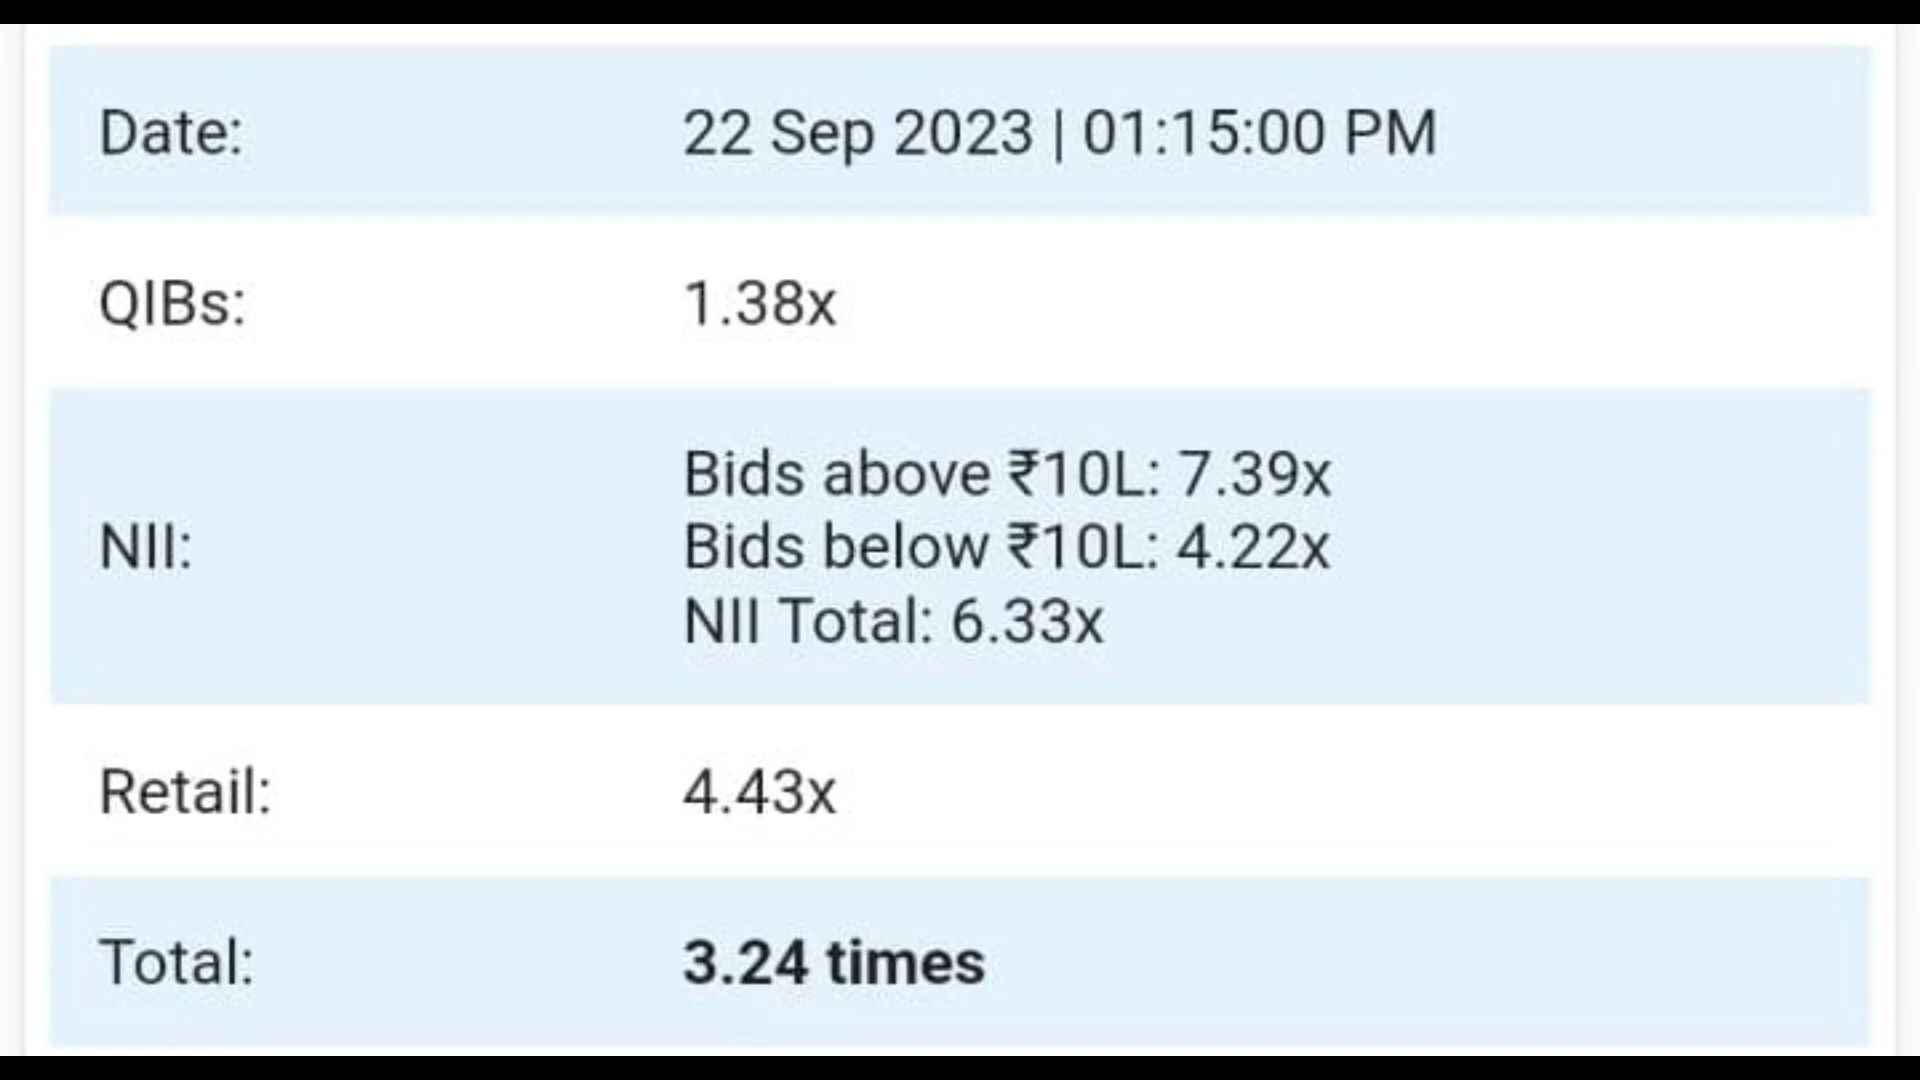 Date: 22 Sep 2023 | 01:15:00 PM
QIBs: 1.38x
Bids above ₹10L: 7.39x
NII: Bids below ₹10L: 4.22x
NII Total: 6.33x
Retail: 4.43x
Total: 3.24 times